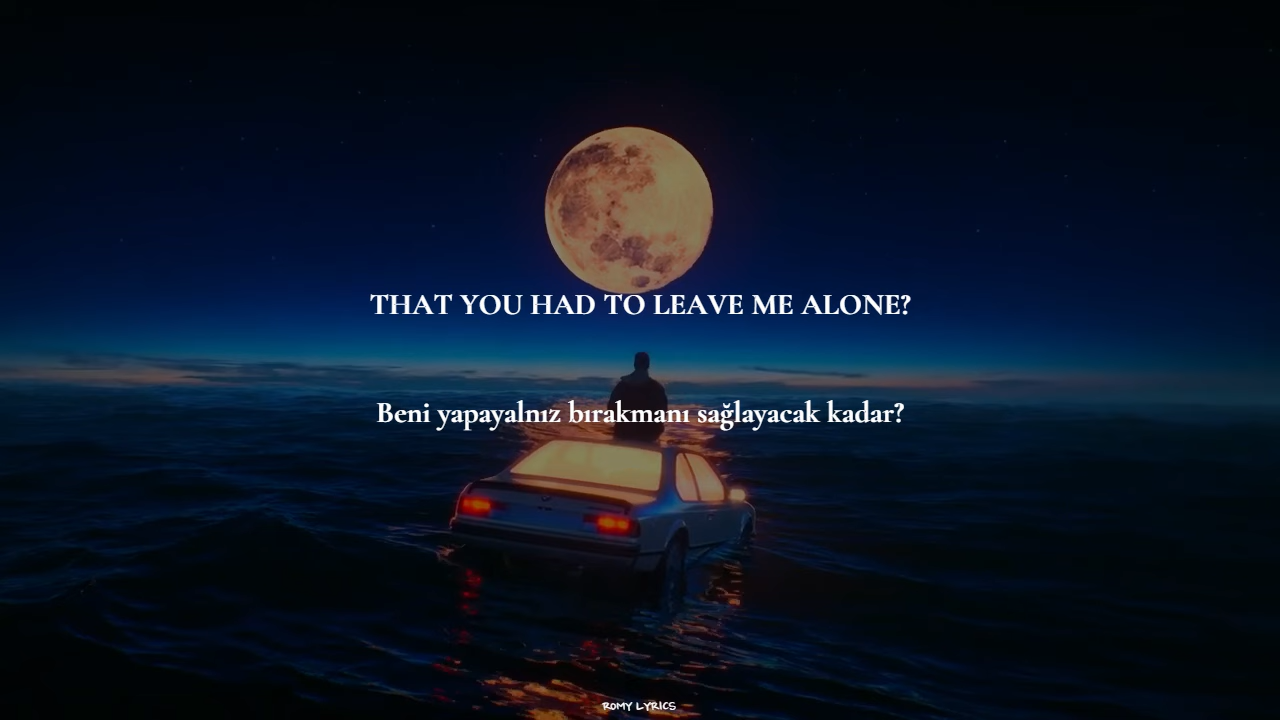 THAT YOU HAD TO LEAVE ME ALONE?
Beni yapayalnız bırakmanı sağlayacak kadar?
ROMY LYRICS